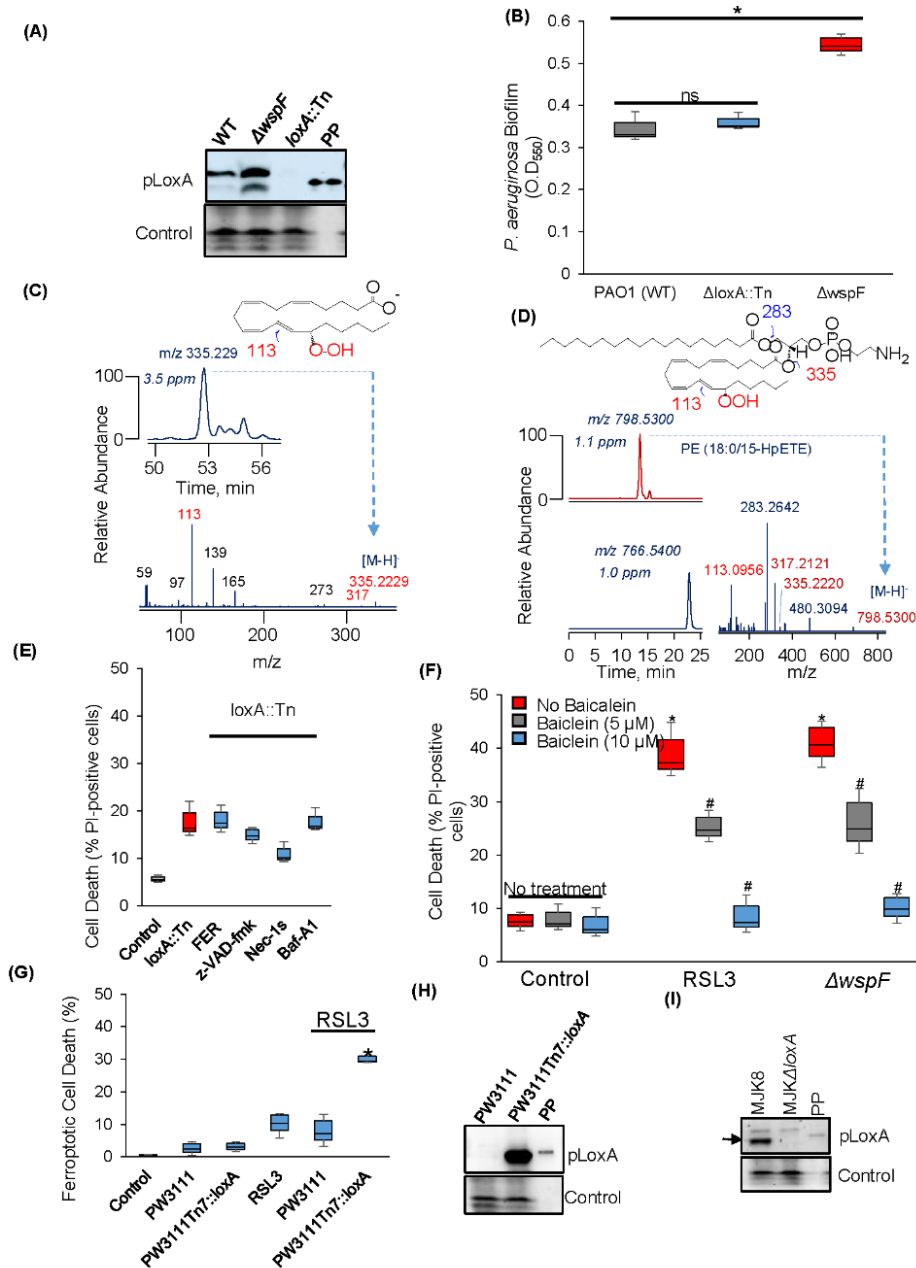 (A)
WT
ΔwspF
loxA::Tn
PP
pLoxA
Control
(B)
P. aeruginosa Biofilm
(O.D550)
0.6
0.5
0.4
0.3
0.2
0.1
0
*
ns
PAO1 (WT)
ΔloxA::Tn
ΔwspF
(C)
O
O
-
113
O-OH
m/z 335.229
3.5 ppm
100
0
50
53
56
Time, min
Relative Abundance
113
59
97
139
165
273
[M-H]-
335.2229
317
100
200
300
m/z
(D)
283
O
O
O
H
O
O
P
O
OH
NH2
O
335
113
OOH
m/z 798.5300
1.1 ppm
PE (18:0/15-HpETE)
100
0
Relative Abundance
m/z 766.5400
1.0 ppm
283.2642
113.0956
317.2121
335.2220
480.3094
[M-H]-
798.5300
0
5
10
15
20
25
Time, min
200
400
600
800
m/z
(E)
loxA::Tn
Cell Death (% PI-positive cells)
50
40
30
20
10
0
Control
loxA::Tn
FER
z-VAD-fmk
Nec-1s
Baf-A1
(F)
No Baicalein
Baiclein (5 µM)
Baiclein (10 µM)
Cell Death (% PI-positive
cells)
50
40
30
20
10
0
No treatment
*
#
#
*
#
#
Control
RSL3
ΔwspF
(G)
RSL3
Ferroptotic Cell Death (%)
50
40
30
20
10
0
*
Control
PW3111
PW3111Tn7::loxA
RSL3
PW3111
PW3111Tn7::loxA
(H)
PW3111
PW3111Tn7::loxA
PP
pLoxA
Control
(I)
MJK8
MJKΔloxA
PP
pLoxA
Control